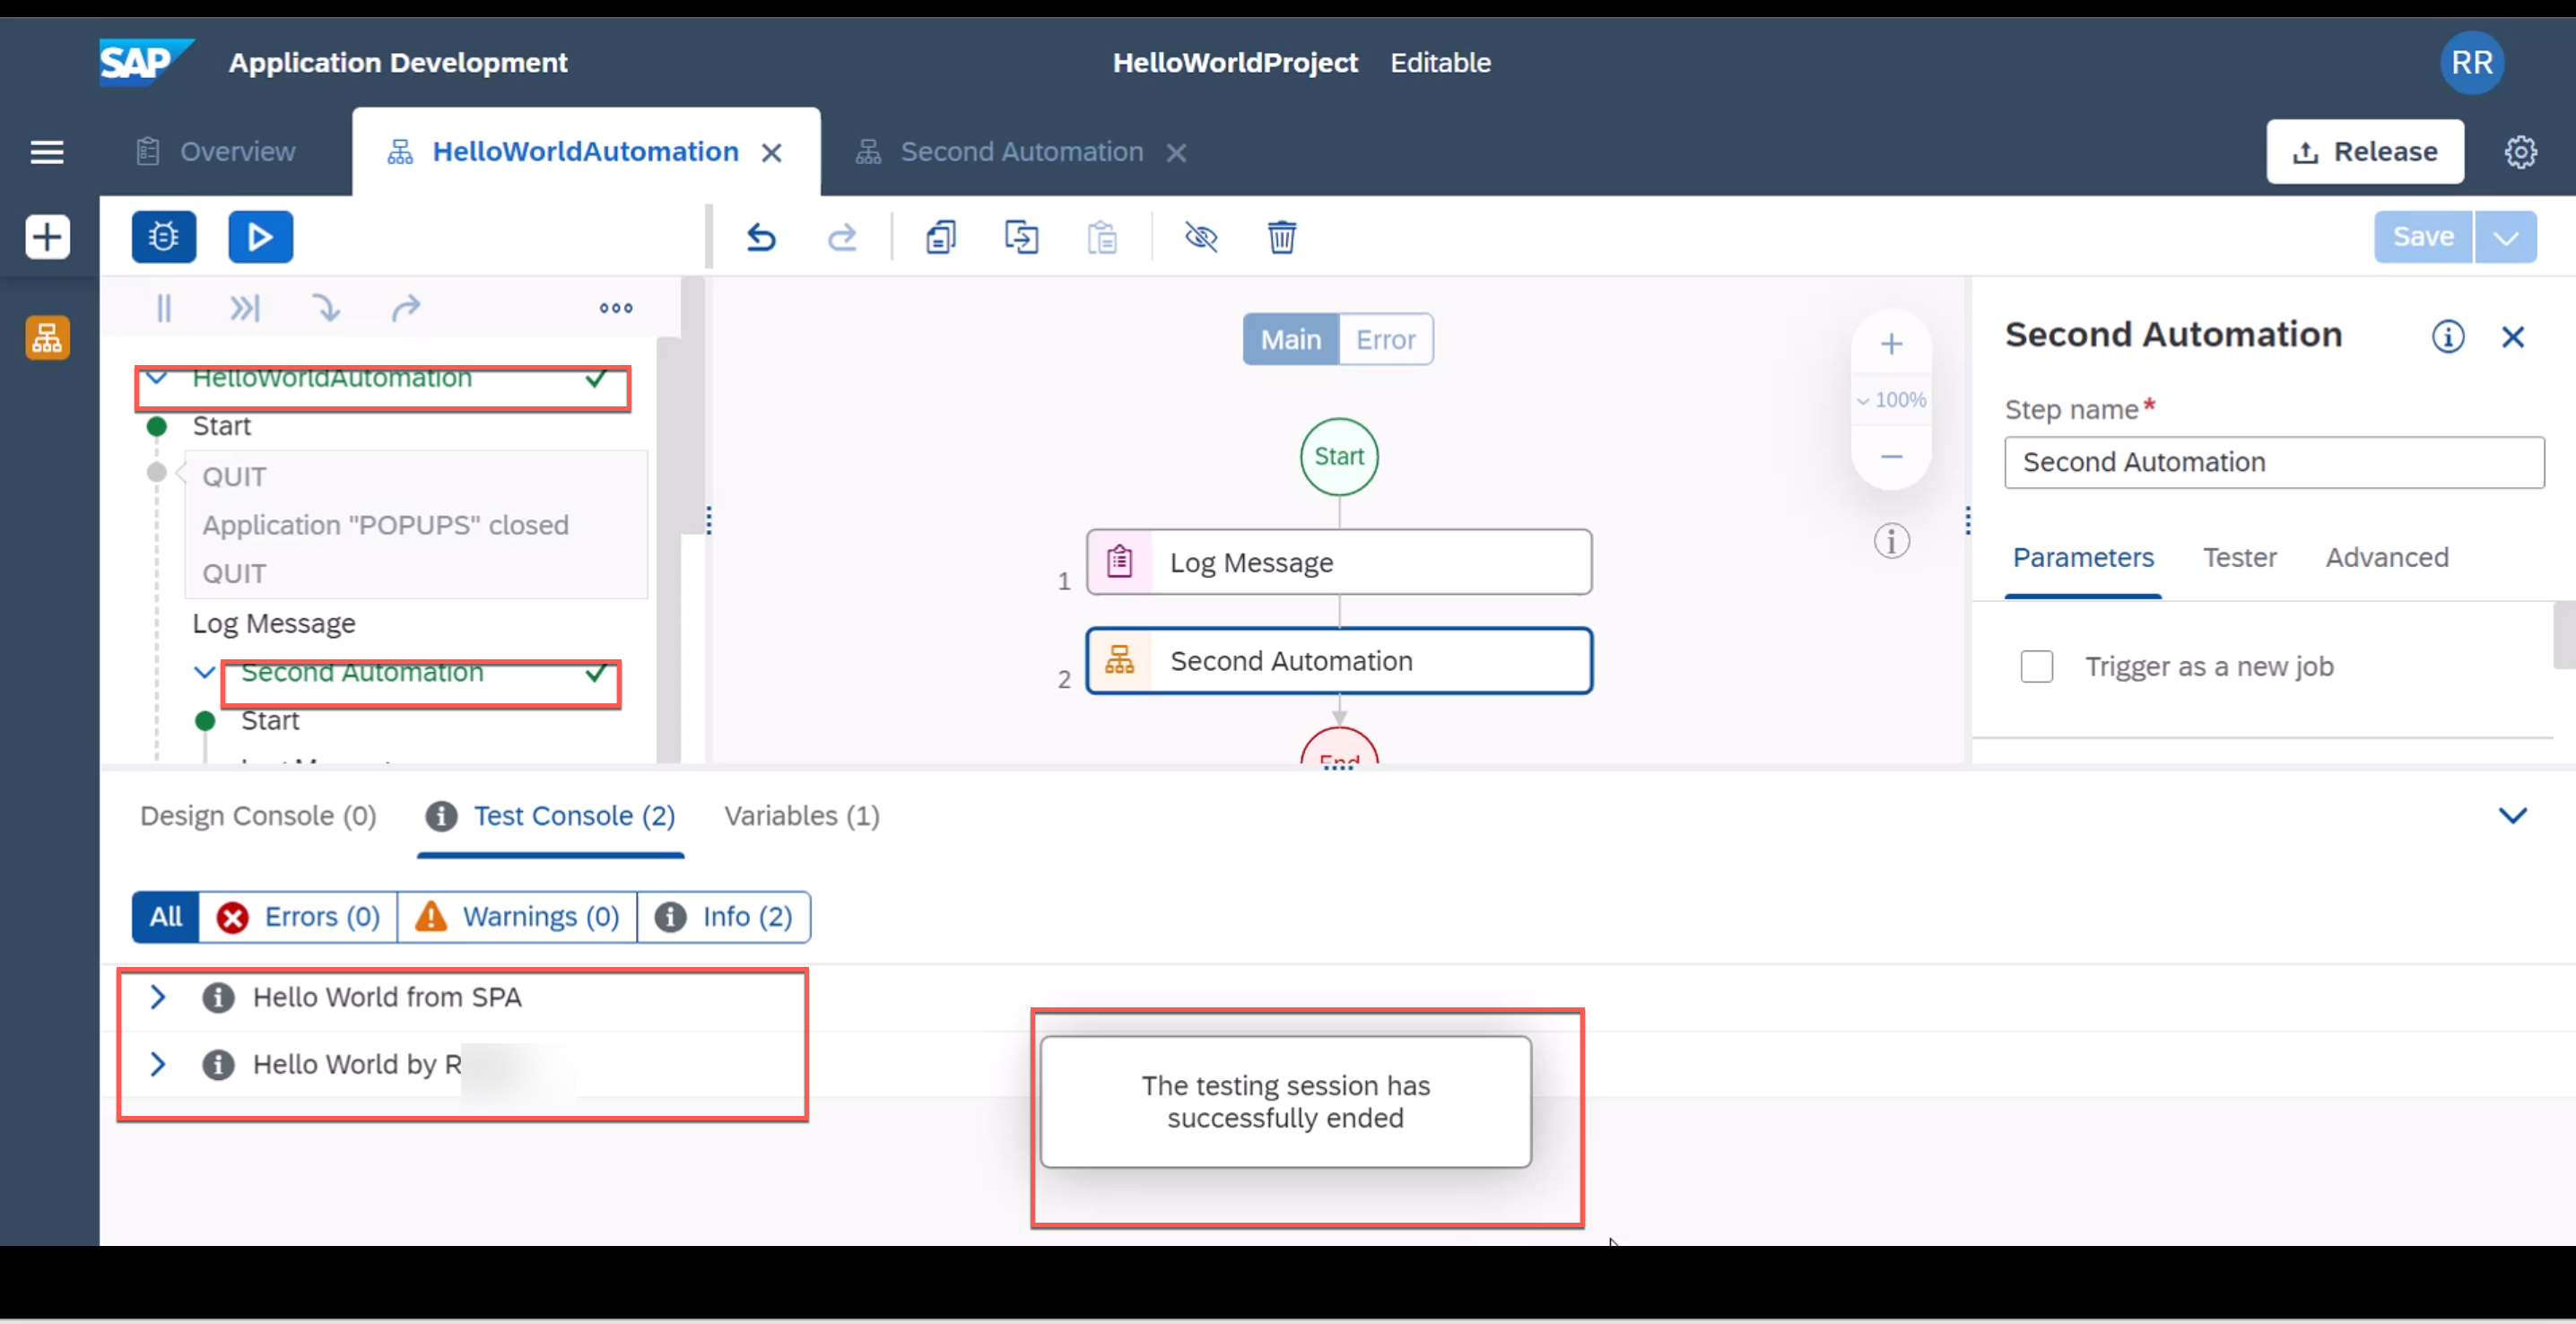 SAP Application Development HelloWorldProject Editable RR
Overview HelloWorldAutomation Second Automation Release
Save
HelloWorldAutomation
Start
QUIT
Application "POPUPS" closed
QUIT
Log Message
Second Automation
Start
Main Error
Start
1 Log Message
2 Second Automation
End
100%
Second Automation
Step name*
Second Automation
Parameters Tester Advanced
Trigger as a new job
Design Console (0) Test Console (2) Variables (1)
All Errors (0) Warnings (0) Info (2)
Hello World from SPA
Hello World by R
The testing session has
successfully ended